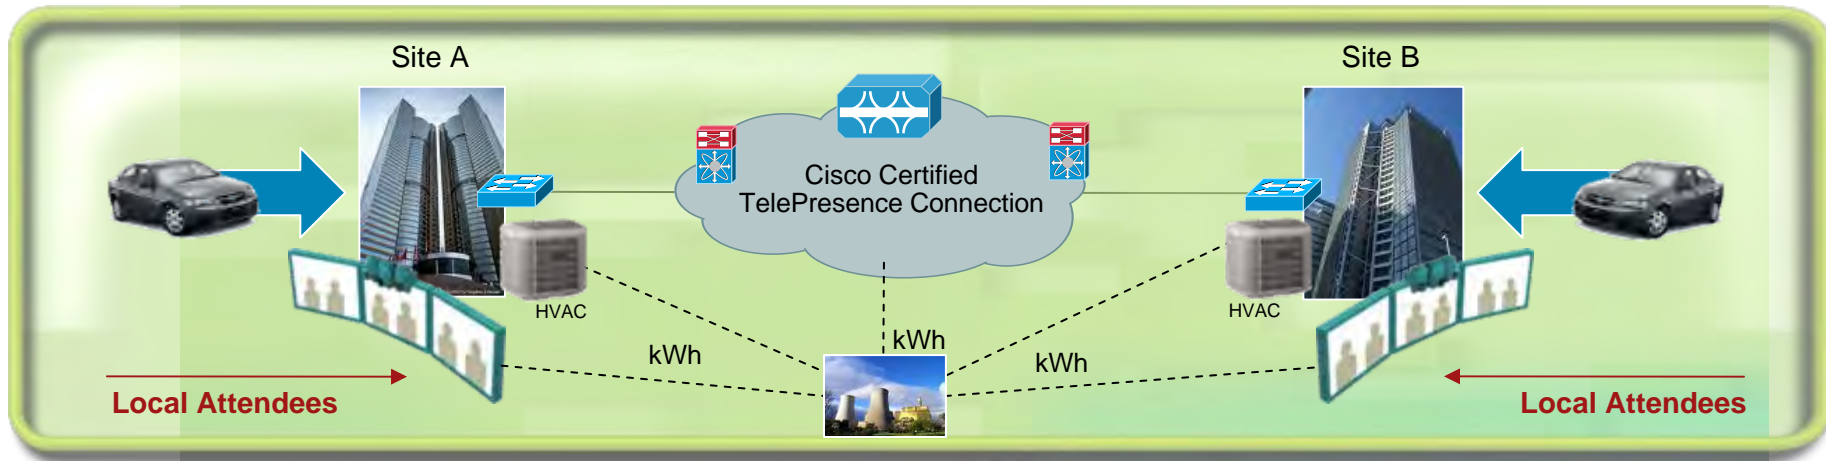 Site A
Site B
Cisco Certified
TelePresence Connection
HVAC
HVAC
kWh
kWh
kWh
Local Attendees
Local Attendees